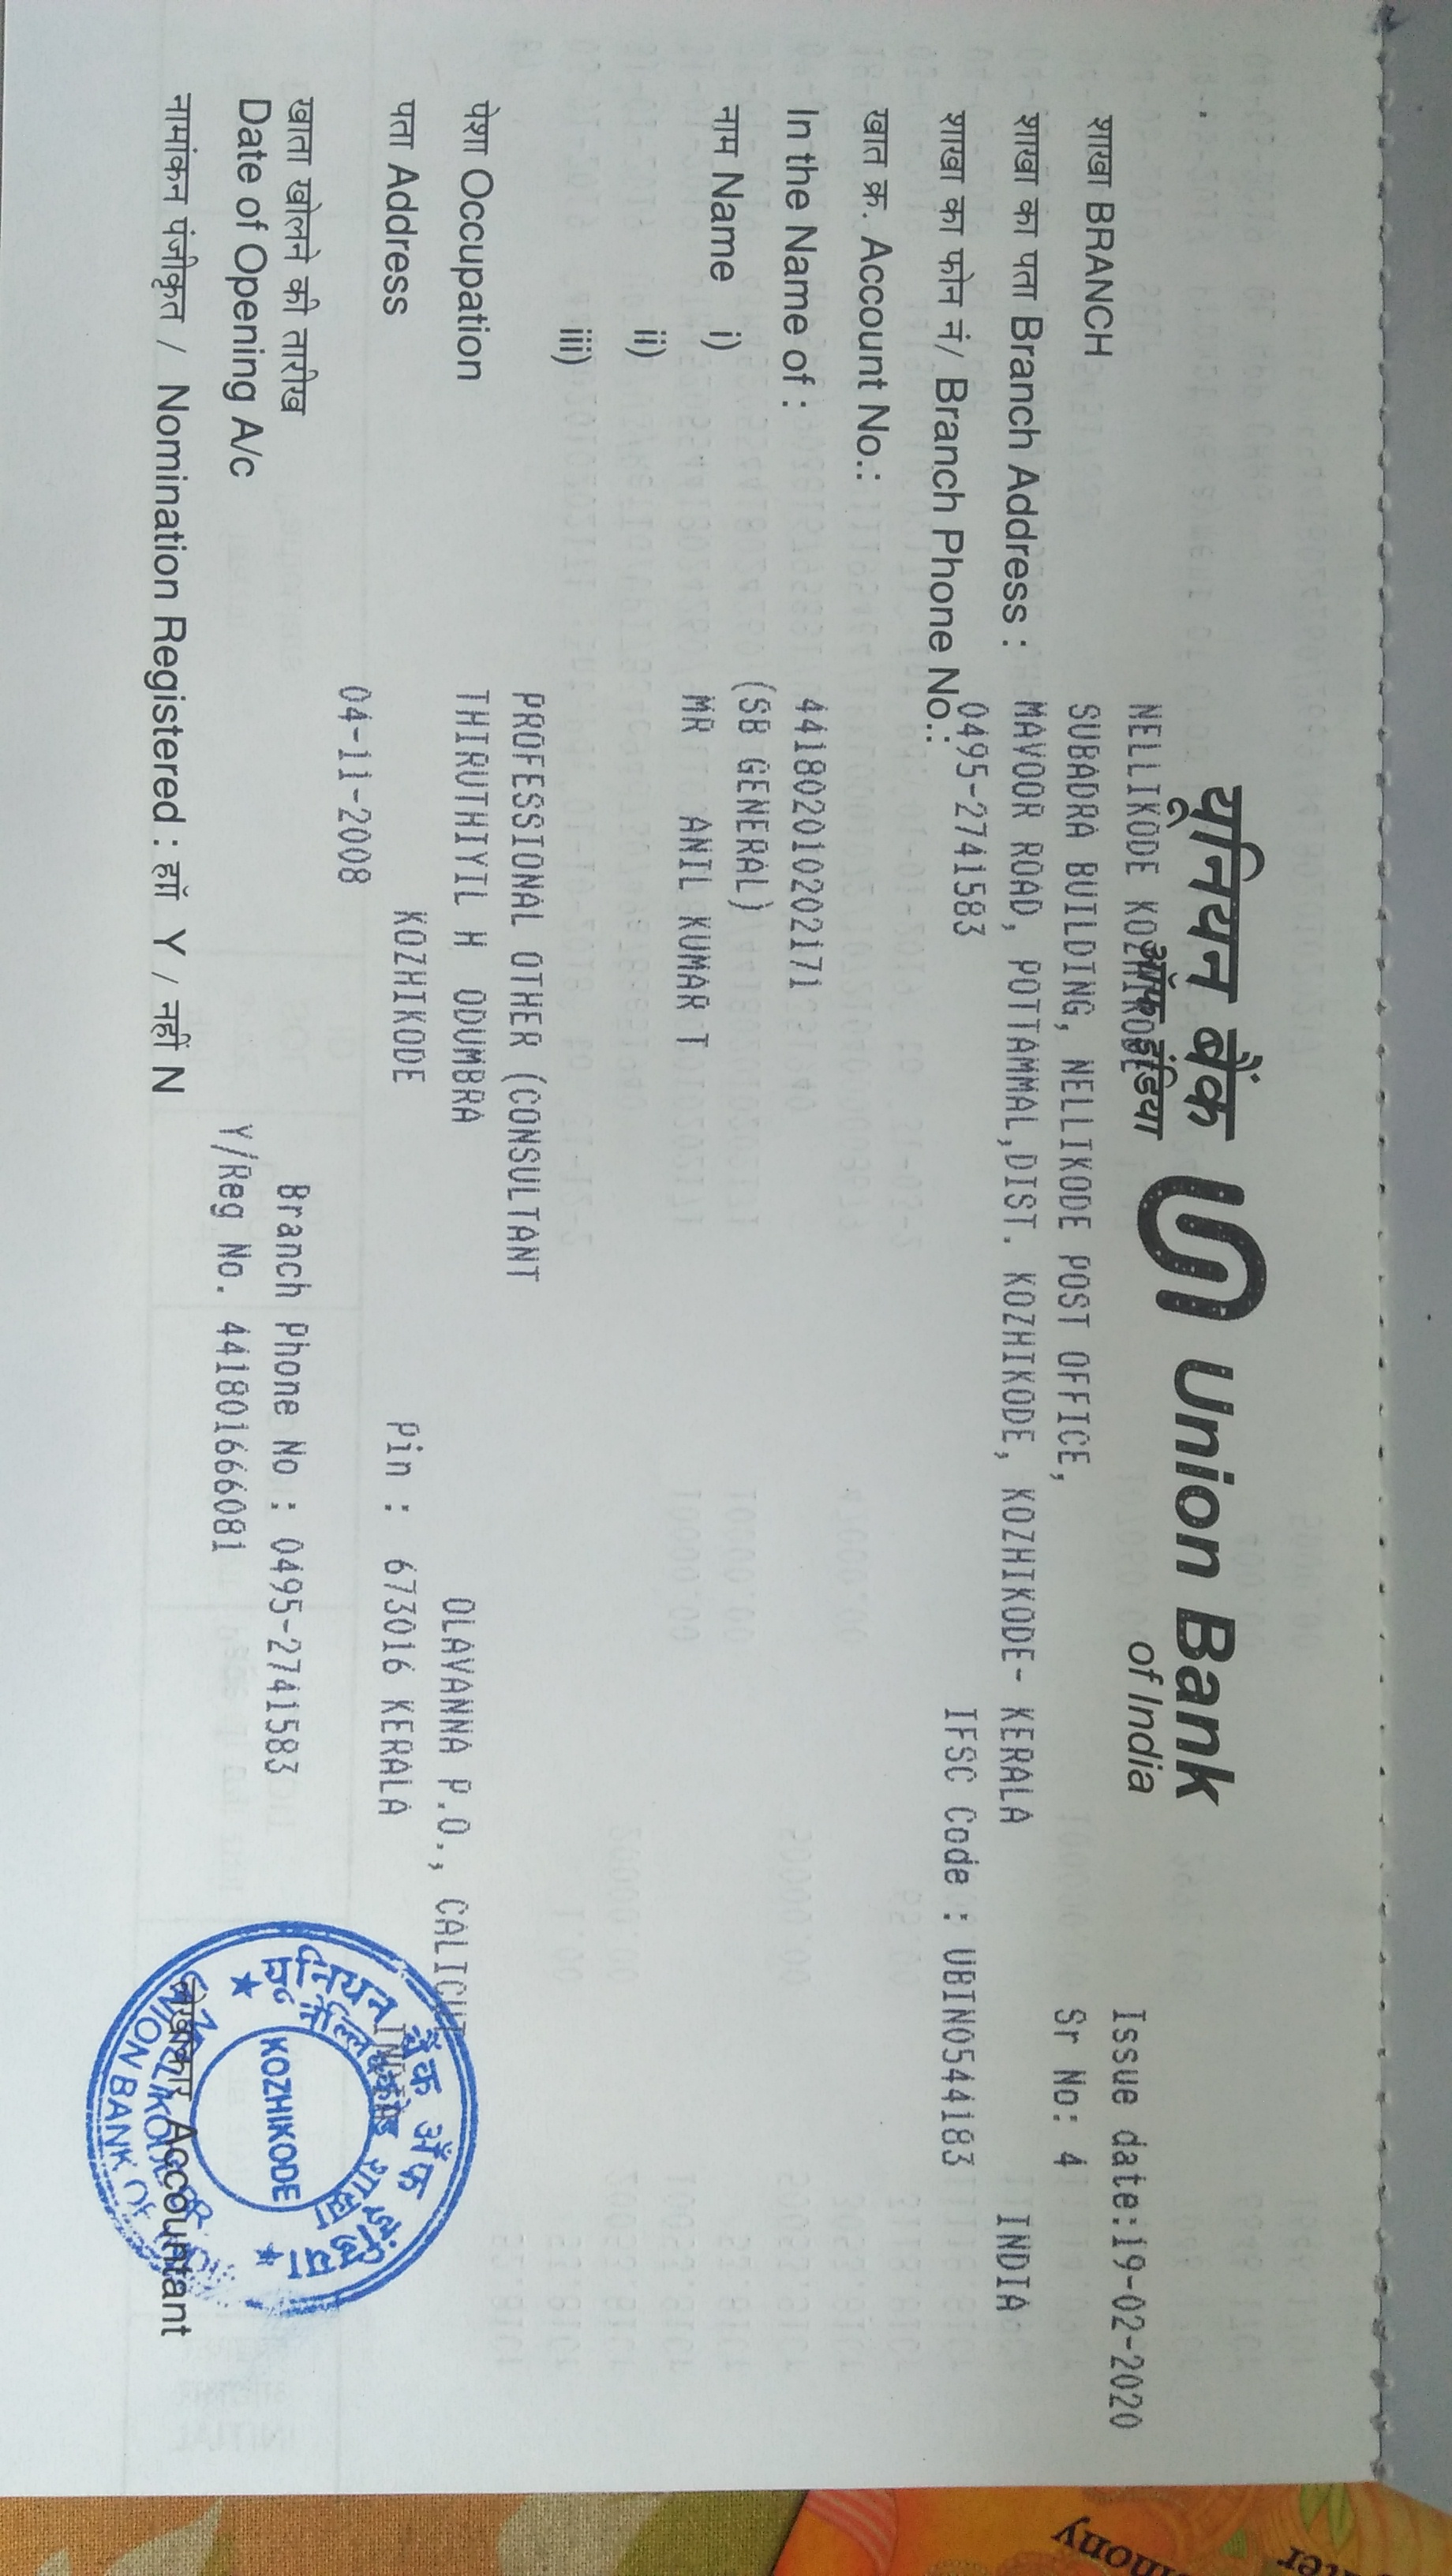 यूनियन बैंक Union Bank
ऑफ इंडिया of India
शाखा BRANCH NELLIKODE KOZHIKODE Issue date:19-02-2020
SUBADRA BUILDING, NELLIKODE POST OFFICE, Sr No: 4
शाखा का पता Branch Address : MAVOOR ROAD, POTTAMMAL,DIST. KOZHIKODE, KOZHIKODE- KERALA INDIA
शाखा का फोन नं/ Branch Phone No.: 0495-2741583 IFSC Code : UBIN0544183
खात क्र. Account No.:
In the Name of : 441802010202171
(SB GENERAL)
नाम Name i) MR ANIL KUMAR T
ii)
iii)
PROFESSIONAL OTHER (CONSULTANT
पेशा Occupation THIRUTHIYIL H ODUMBRA OLAVANNA P.O., CALICUT
पता Address KOZHIKODE Pin : 673016 KERALA INDIA
04-11-2008
खाता खोलने की तारीख Branch Phone No : 0495-2741583
Date of Opening A/c Y/Reg No. 441801666081
नामांकन पंजीकृत / Nomination Registered : हाँ Y / नहीं N
लेखाकार Accountant
यूनियन बैंक ऑफ इंडिया
नेल्लिक्कोड शाखा
KOZHIKODE
ION BANK OF